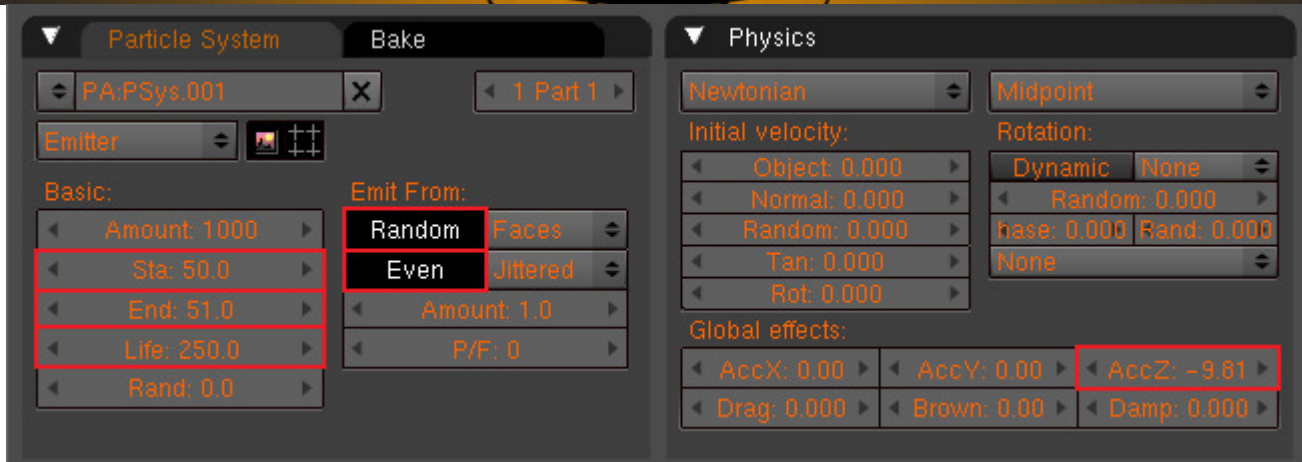 Particle System Bake
PA:PSys.001 1 Part 1
Emitter
Basic: Emit From:
Amount: 1000 Random Faces
Sta: 50.0 Even Jittered
End: 51.0 Amount: 1.0
Life: 250.0 P/F: 0
Rand: 0.0
Physics
Newtonian Midpoint
Initial velocity: Rotation:
Object: 0.000 Dynamic None
Normal: 0.000 Random: 0.000
Random: 0.000 hase: 0.000 Rand: 0.000
Tan: 0.000 None
Rot: 0.000
Global effects:
AccX: 0.00 AccY: 0.00 AccZ: -9.81
Drag: 0.000 Brown: 0.00 Damp: 0.000